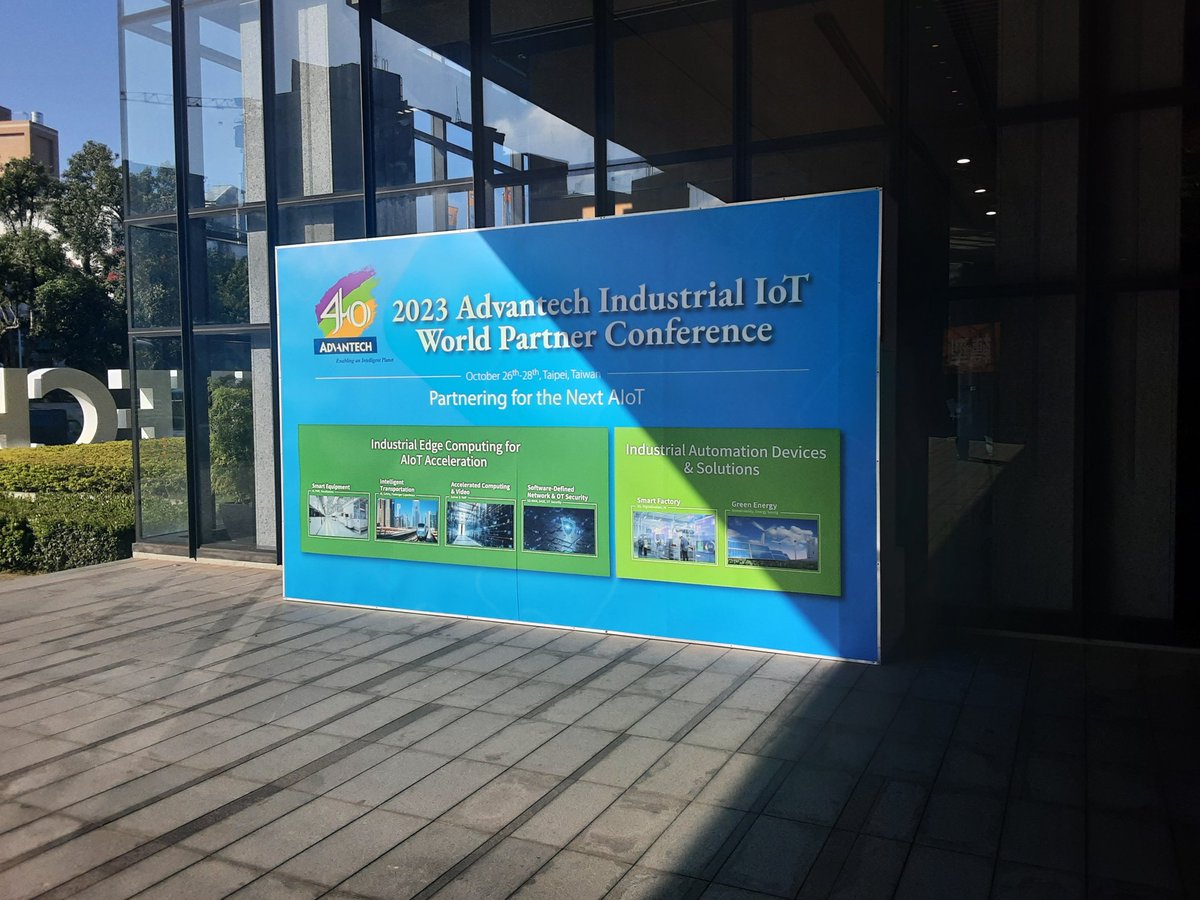 40
ADVANTECH
Enabling an Intelligent Planet
2023 Advantech Industrial IoT
World Partner Conference
October 26th-28th, Taipei, Taiwan
Partnering for the Next AIoT
Industrial Edge Computing for
AIoT Acceleration
Smart Equipment
Intelligent
Transportation
Accelerated Computing
& Video
Software-Defined
Network & OT Security
Industrial Automation Devices
& Solutions
Smart Factory
Green Energy